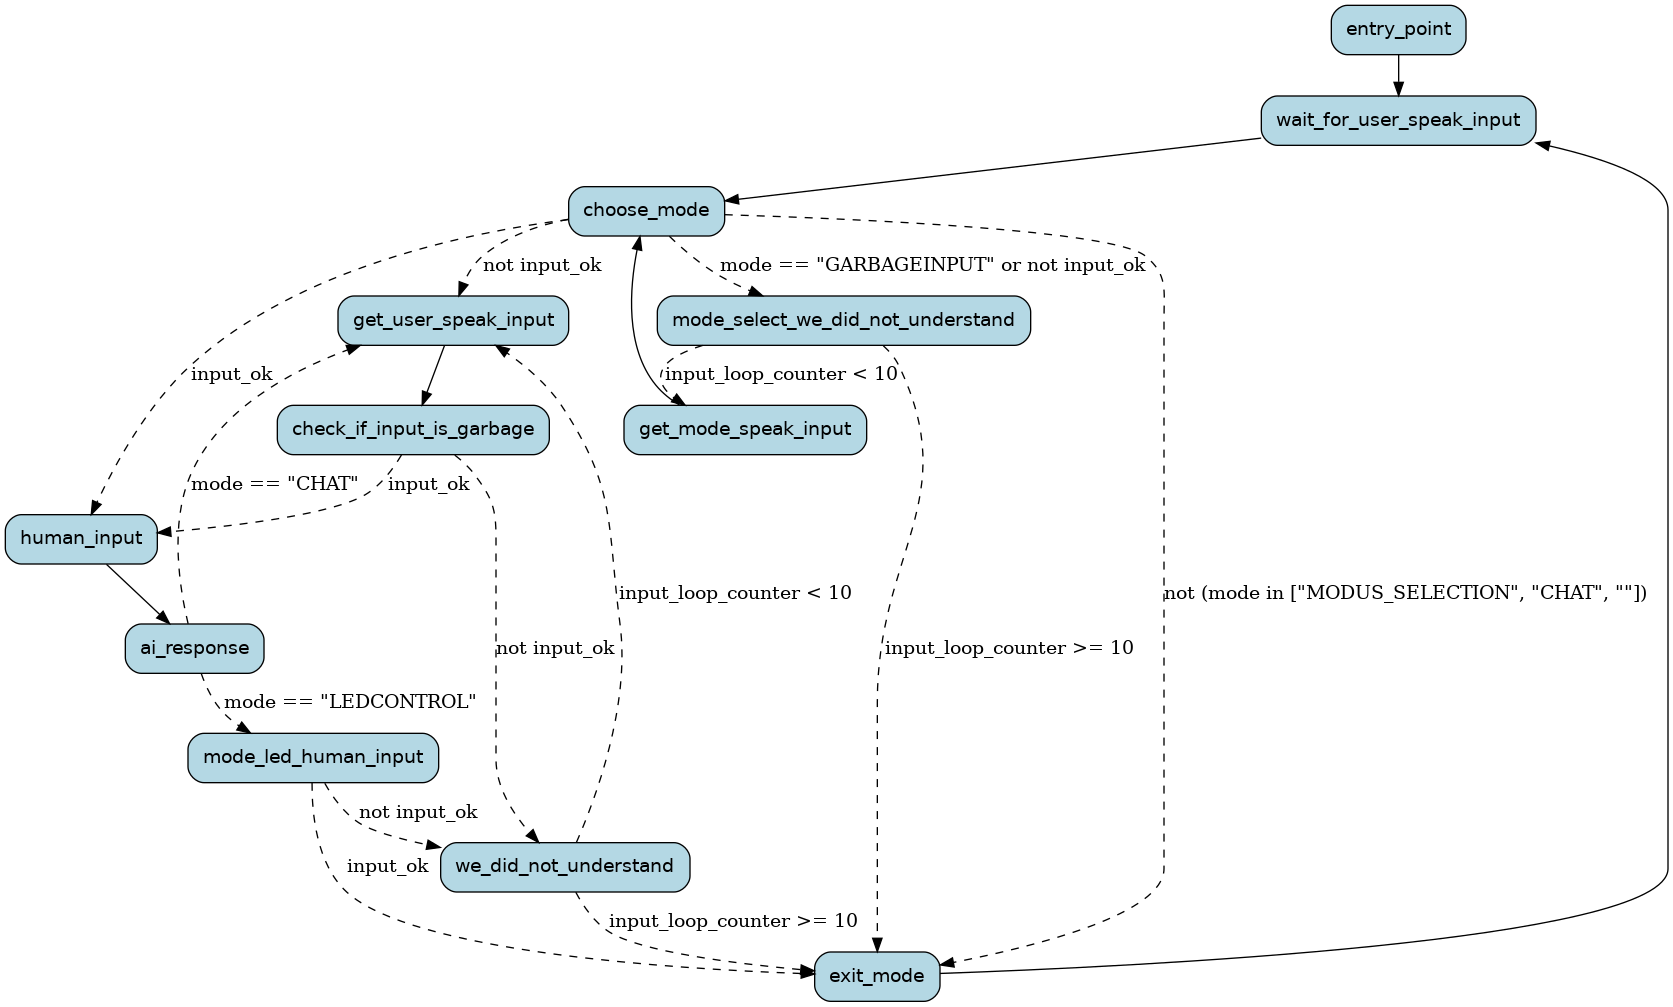 entry_point
wait_for_user_speak_input
choose_mode
not input_ok
mode == "GARBAGEINPUT" or not input_ok
get_user_speak_input
mode_select_we_did_not_understand
input_ok
input_loop_counter < 10
check_if_input_is_garbage
get_mode_speak_input
mode == "CHAT"
input_ok
human_input
input_loop_counter < 10
not (mode in ["MODUS_SELECTION", "CHAT", ""])
ai_response
not input_ok
input_loop_counter >= 10
mode == "LEDCONTROL"
mode_led_human_input
not input_ok
input_ok
we_did_not_understand
input_loop_counter >= 10
exit_mode